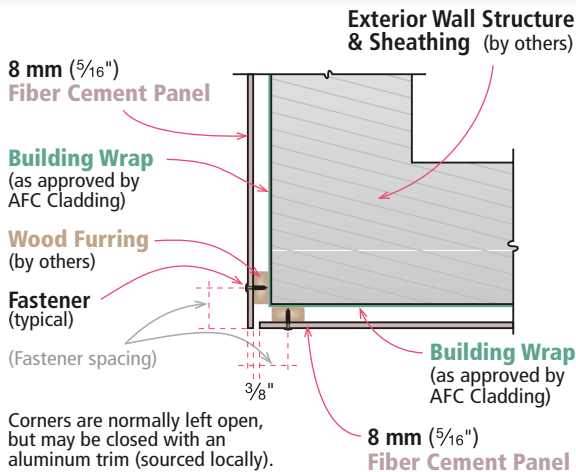 Exterior Wall Structure
& Sheathing (by others)
8 mm (5⁄16")
Fiber Cement Panel
Building Wrap
(as approved by
AFC Cladding)
Wood Furring
(by others)
Fastener
(typical)
(Fastener spacing)
3⁄8"
Building Wrap
(as approved by
AFC Cladding)
Corners are normally left open,
but may be closed with an
aluminum trim (sourced locally).
8 mm (5⁄16")
Fiber Cement Panel